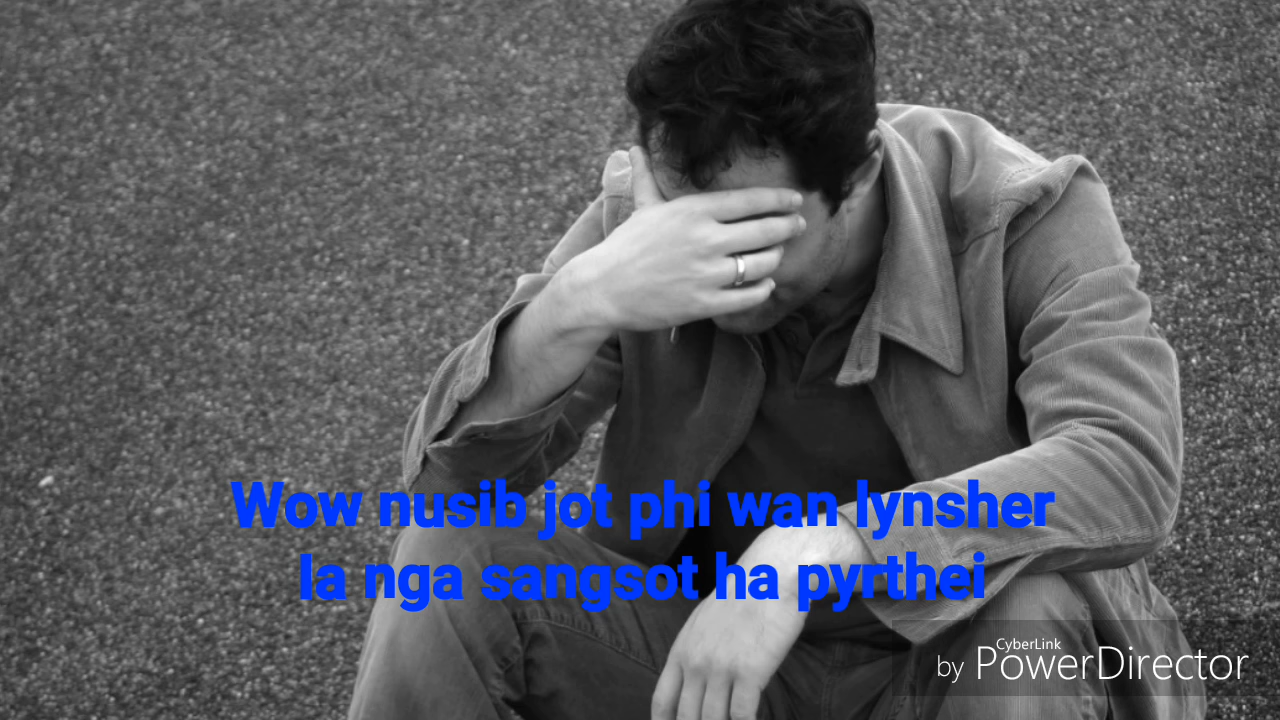 Wow nusib jot phi wan lynsher
la nga sangsot ha pyrthei
CyberLink
by PowerDirector